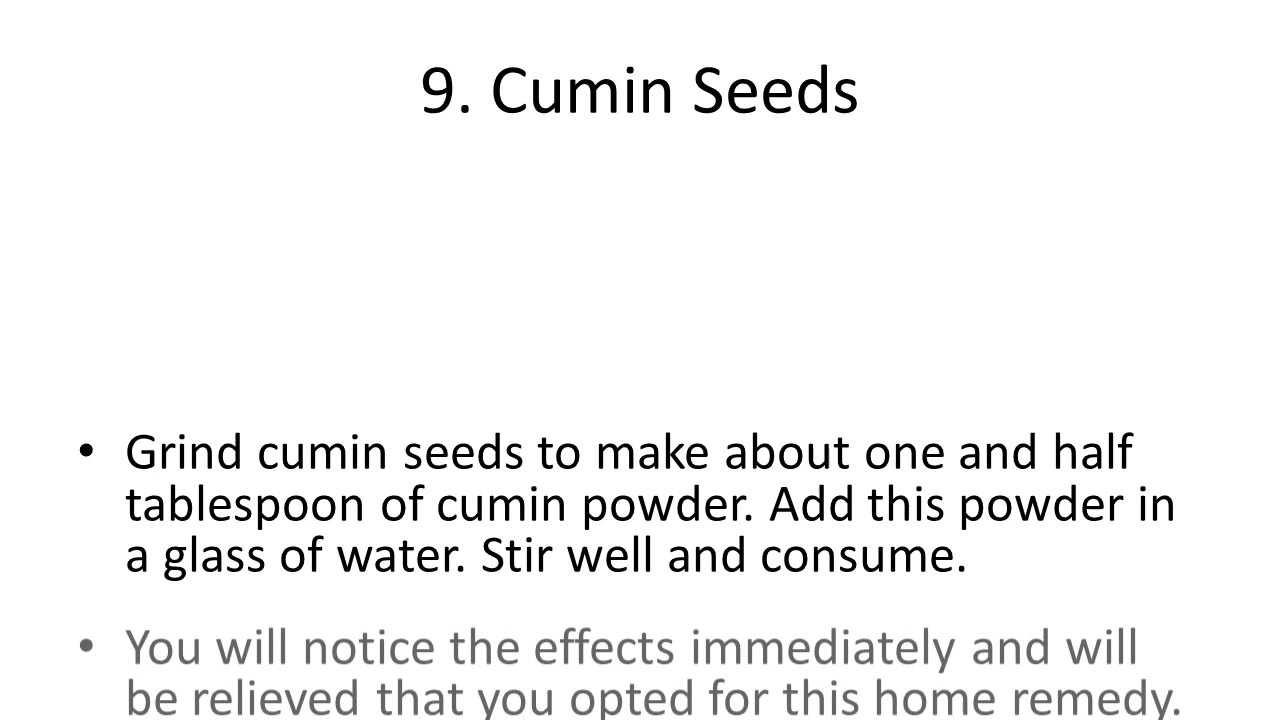 9. Cumin Seeds
• Grind cumin seeds to make about one and half
tablespoon of cumin powder. Add this powder in
a glass of water. Stir well and consume.
• You will notice the effects immediately and will
be relieved that you opted for this home remedy.